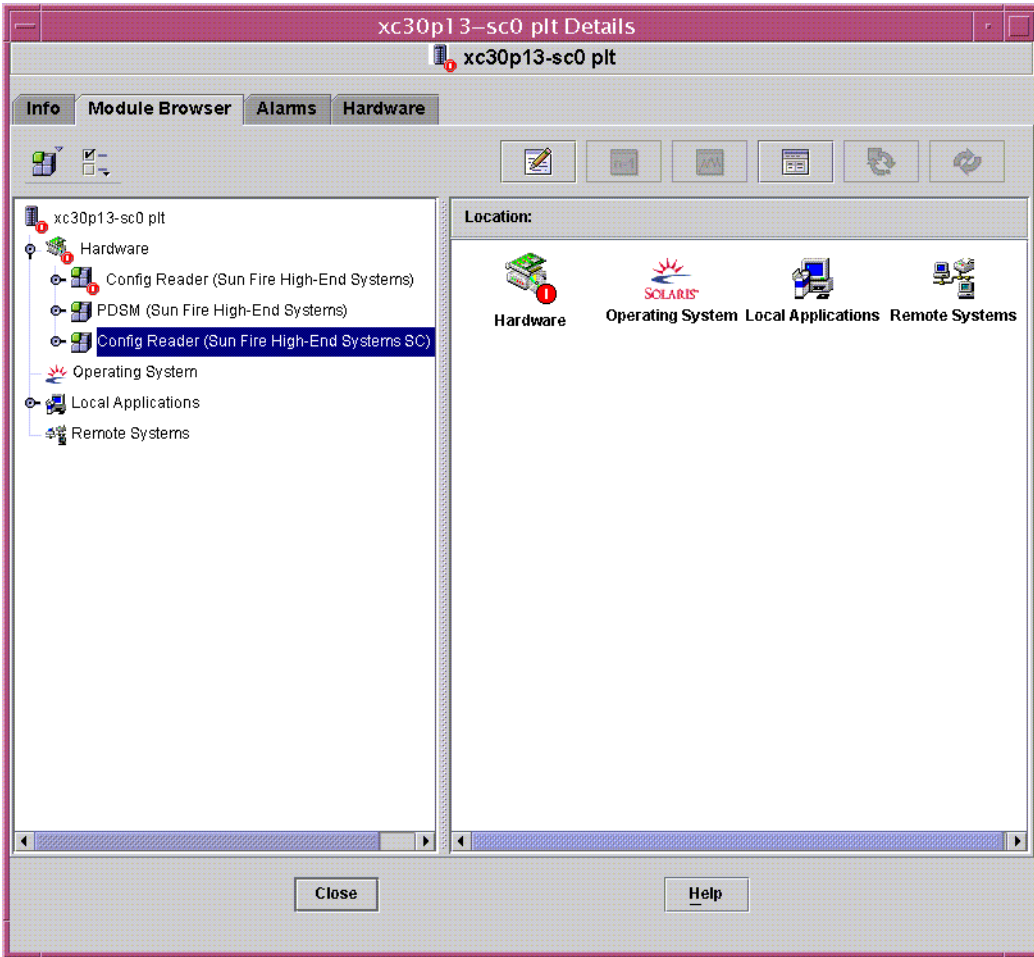 xc30p13–sc0 plt Details
xc30p13-sc0 plt
Info Module Browser Alarms Hardware
xc30p13-sc0 plt
Hardware
Config Reader (Sun Fire High-End Systems)
PDSM (Sun Fire High-End Systems)
Config Reader (Sun Fire High-End Systems SC)
Operating System
Local Applications
Remote Systems
Location:
SOLARIS
Hardware Operating System Local Applications Remote Systems
Close Help